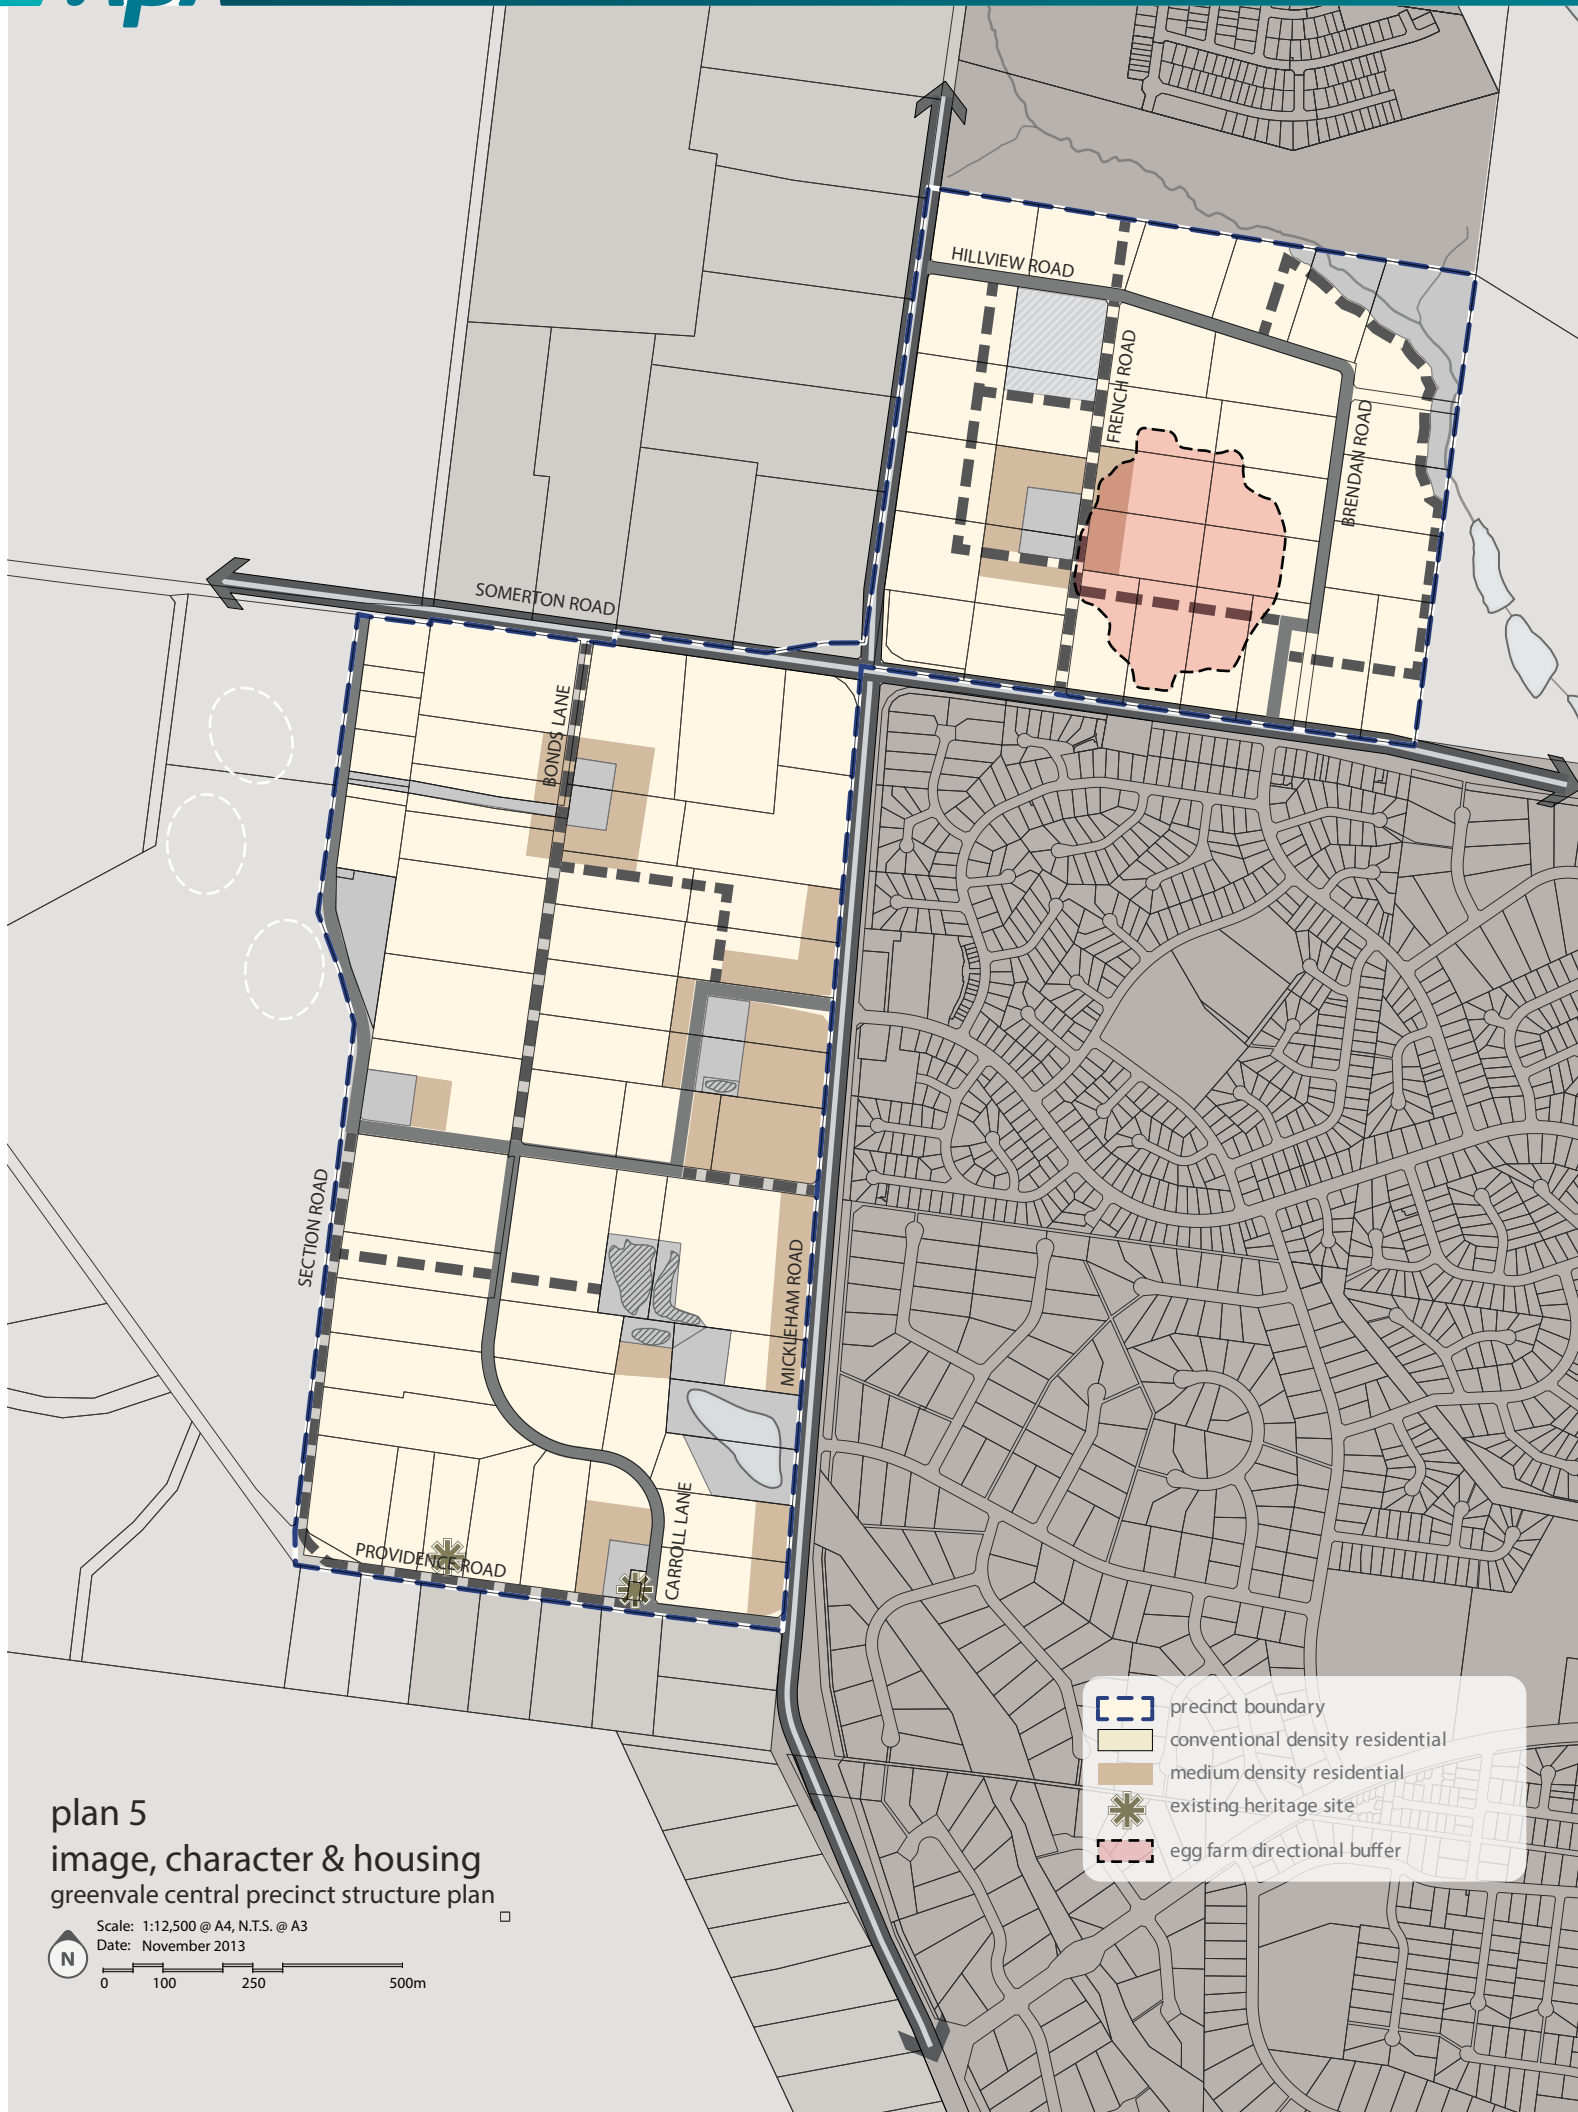 HILLVIEW ROAD
FRENCH ROAD
BRENDAN ROAD
SOMERTON ROAD
BONDS LANE
SECTION ROAD
MICKLEHAM ROAD
CARROLL LANE
PROVIDENCE ROAD
precinct boundary
conventional density residential
medium density residential
existing heritage site
egg farm directional buffer
plan 5
image, character & housing
greenvale central precinct structure plan
Scale: 1:12,500 @ A4, N.T.S. @ A3
Date: November 2013
N
0 100 250 500m